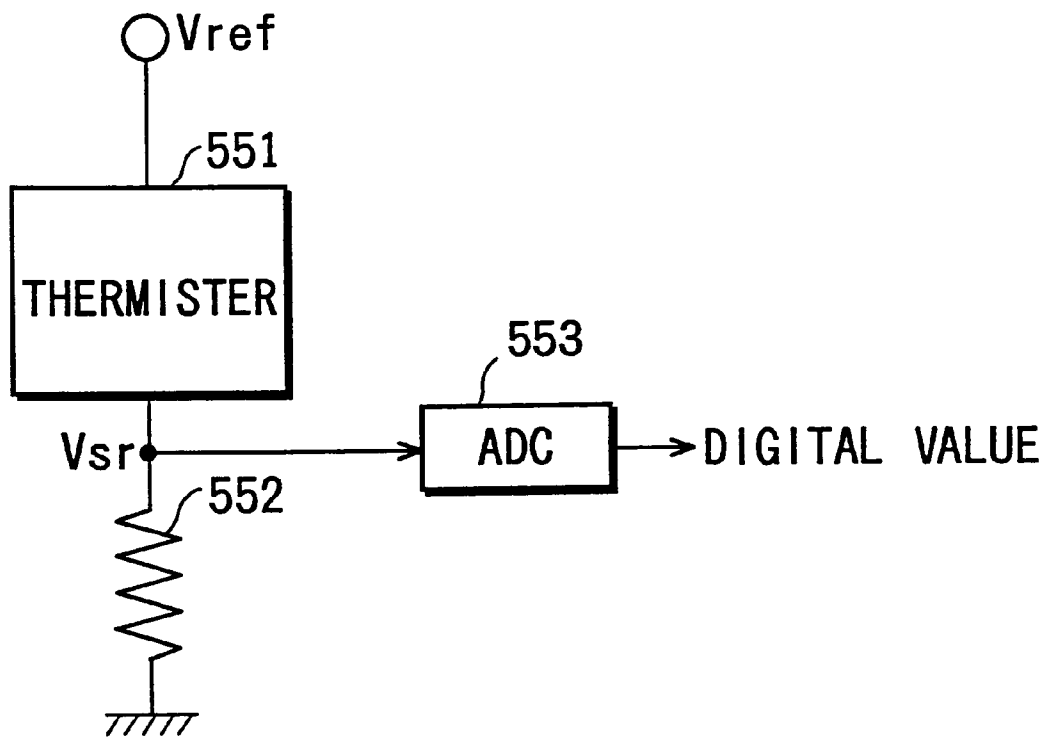 Vref
551
THERMISTER
553
Vsr
ADC
DIGITAL VALUE
552